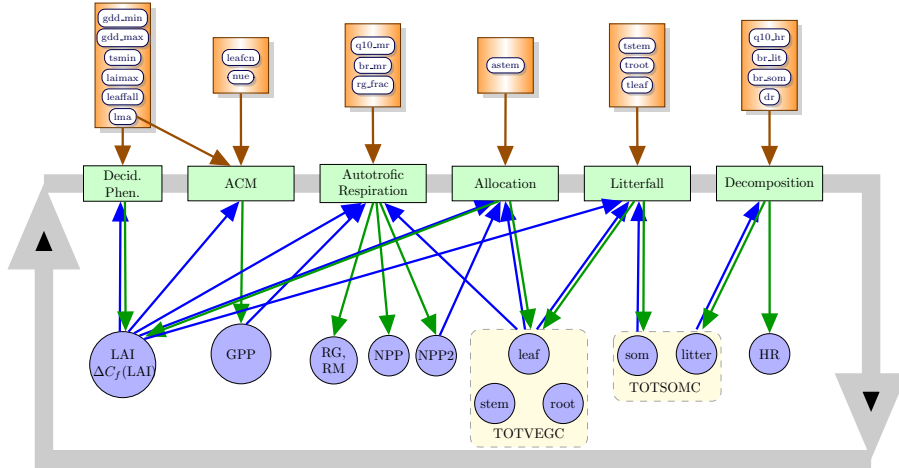 gdd_min
gdd_max
tsmin
laimax
leaffall
lma
leafcn
nue
q10_mr
br_mr
rg_frac
astem
tstem
troot
tleaf
q10_hr
br_lit
br_som
dr
Decid.
Phen.
ACM
Autotrofic
Respiration
Allocation
Litterfall
Decomposition
LAI
ΔC_f(LAI)
GPP
RG,
RM
NPP
NPP2
leaf
stem
root
TOTVEGC
som
litter
TOTSOMC
HR